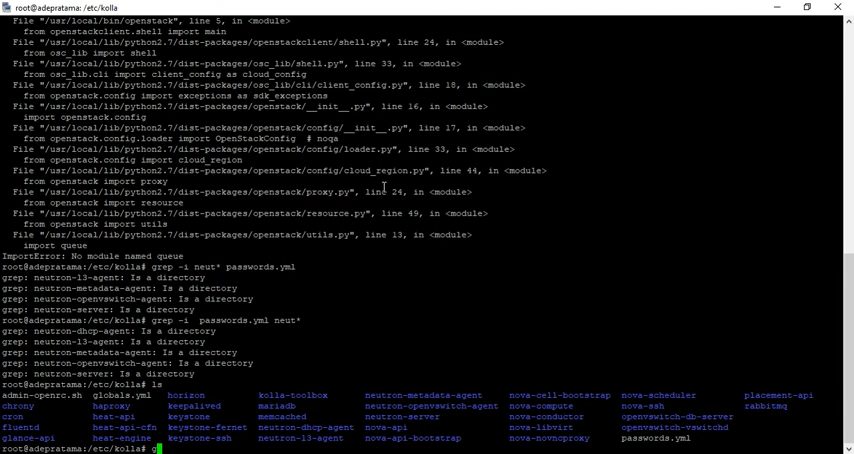 root@adepratama: /etc/kolla
File "/usr/local/bin/openstack", line 5, in <module>
from openstackclient.shell import main
File "/usr/local/lib/python2.7/dist-packages/openstackclient/shell.py", line 24, in <module>
from osc_lib import shell
File "/usr/local/lib/python2.7/dist-packages/osc_lib/shell.py", line 33, in <module>
from osc_lib.cli import client_config as cloud_config
File "/usr/local/lib/python2.7/dist-packages/osc_lib/cli/client_config.py", line 18, in <module>
from openstack.config import exceptions as sdk_exceptions
File "/usr/local/lib/python2.7/dist-packages/openstack/__init__.py", line 16, in <module>
import openstack.config
File "/usr/local/lib/python2.7/dist-packages/openstack/config/__init__.py", line 17, in <module>
from openstack.config.loader import OpenStackConfig  # noqa
File "/usr/local/lib/python2.7/dist-packages/openstack/config/loader.py", line 33, in <module>
from openstack.config import cloud_region
File "/usr/local/lib/python2.7/dist-packages/openstack/config/cloud_region.py", line 44, in <module>
from openstack import proxy
File "/usr/local/lib/python2.7/dist-packages/openstack/proxy.py", line 24, in <module>
from openstack import resource
File "/usr/local/lib/python2.7/dist-packages/openstack/resource.py", line 49, in <module>
from openstack import utils
File "/usr/local/lib/python2.7/dist-packages/openstack/utils.py", line 13, in <module>
import queue
ImportError: No module named queue
root@adepratama:/etc/kolla# grep -i neut* passwords.yml
grep: neutron-l3-agent: Is a directory
grep: neutron-metadata-agent: Is a directory
grep: neutron-openvswitch-agent: Is a directory
grep: neutron-server: Is a directory
root@adepratama:/etc/kolla# grep -i  passwords.yml neut*
grep: neutron-dhcp-agent: Is a directory
grep: neutron-l3-agent: Is a directory
grep: neutron-metadata-agent: Is a directory
grep: neutron-openvswitch-agent: Is a directory
grep: neutron-server: Is a directory
root@adepratama:/etc/kolla# ls
admin-openrc.sh globals.yml horizon kolla-toolbox neutron-metadata-agent nova-cell-bootstrap nova-scheduler placement-api
chrony haproxy keepalived mariadb neutron-openvswitch-agent nova-compute nova-ssh rabbitmq
cron heat-api keystone memcached neutron-server nova-conductor openvswitch-db-server
fluentd heat-api-cfn keystone-fernet neutron-dhcp-agent nova-api nova-libvirt openvswitch-vswitchd
glance-api heat-engine keystone-ssh neutron-l3-agent nova-api-bootstrap nova-novncproxy passwords.yml
root@adepratama:/etc/kolla# g